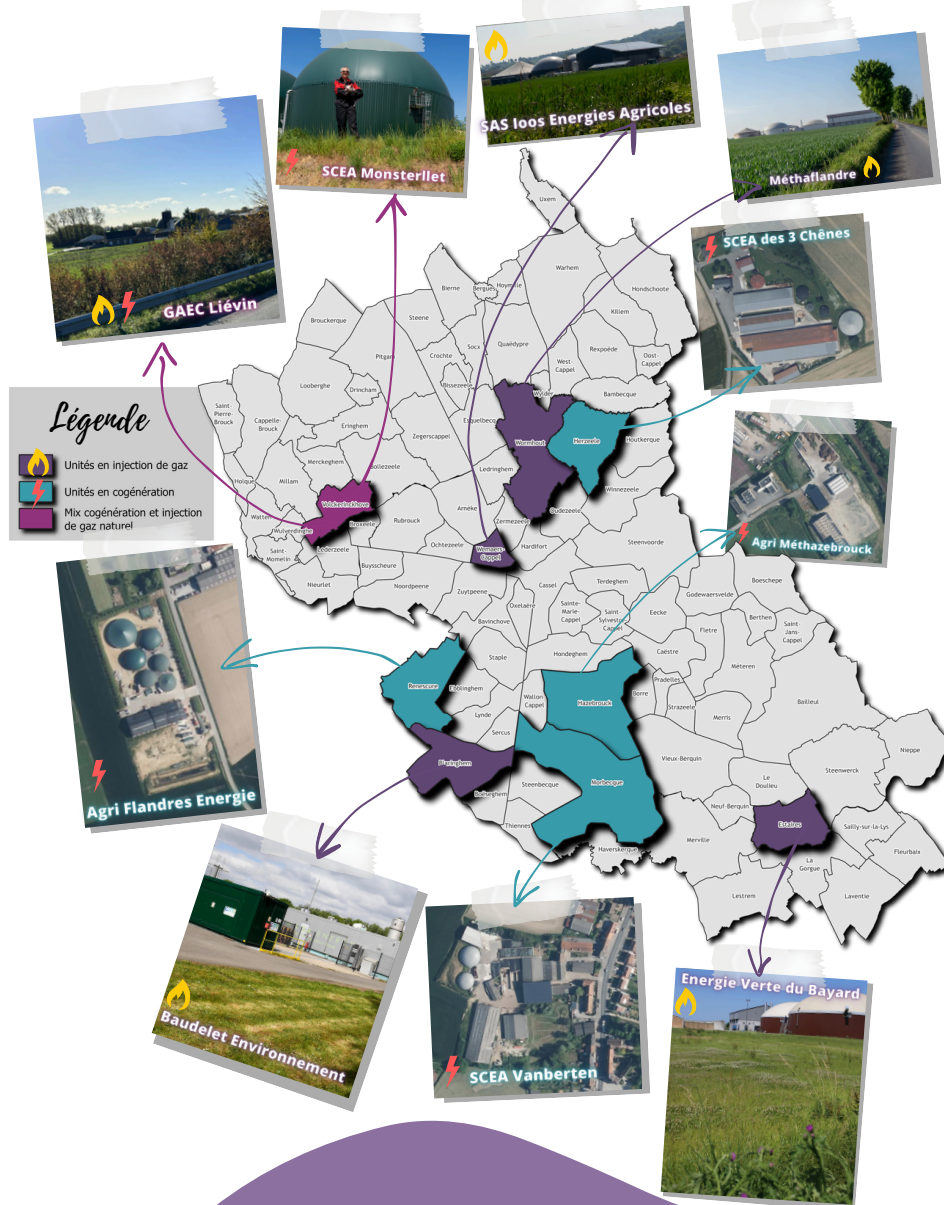 SAS Ioos Energies Agricoles
SCEA Monsterllet
Méthaflandre
GAEC Liévin
SCEA des 3 Chênes
Légende
Unités en injection de gaz
Unités en cogénération
Mix cogénération et injection
de gaz naturel
Agri Méthazebrouck
Agri Flandres Energie
Baudelet Environnement
SCEA Vanberten
Energie Verte du Bayard
Uxem
Warhem
Hondschoote
Hoymille
Bergues
Bierne
Killem
Steene
Brouckerque
Socx
Quaëdypre
Rexpoëde
Oost-
Cappel
West-
Cappel
Pitgam
Crochte
Bissezeele
Looberghe
Drincham
Wylder
Bambecque
Saint
Pierre-
Brouck
Cappelle-
Brouck
Eringhem
Zegerscappel
Esquelbecq
Wormhout
Herzeele
Houtkerque
Merckeghem
Bollezeele
Ledringhem
Holque
Millam
Volckerinckhove
Winnezeele
Watten
Wulverdinghe
Broxeele
Rubrouck
Arnèke
Zermezeele
Oudezeele
Saint-
Momelin
Lederzeele
Ochtezeele
Wemaers-
Cappel
Hardifort
Steenvoorde
Buysscheure
Nieurlet
Noordpeene
Zuytpeene
Cassel
Terdeghem
Oxelaëre
Sainte-
Marie-
Cappel
Saint-
Sylvestre-
Cappel
Eecke
Godewaersvelde
Boeschepe
Bavinchove
Berthen
Saint-
Jans-
Cappel
Fletre
Staple
Hondeghem
Caëstre
Méteren
Renescure
Ebblinghem
Wallon
Cappel
Hazebrouck
Borre
Pradelles
Strazeele
Bailleul
Lynde
Sercus
Merris
Blaringhem
Boëseghem
Steenbecque
Morbecque
Vieux-Berquin
Le
Doulieu
Steenwerck
Nieppe
Thiennes
Haverskerque
Neuf-Berquin
Estaires
Merville
Sailly-sur-la-Lys
Fleurbaix
La
Gorgue
Lestrem
Laventie